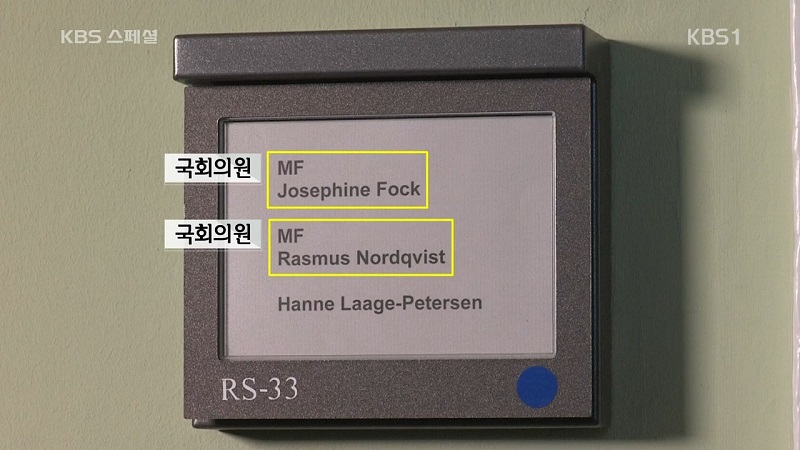 KBS 스페셜
KBS1
국회의원
MF
Josephine Fock
국회의원
MF
Rasmus Nordqvist
Hanne Laage-Petersen
RS-33